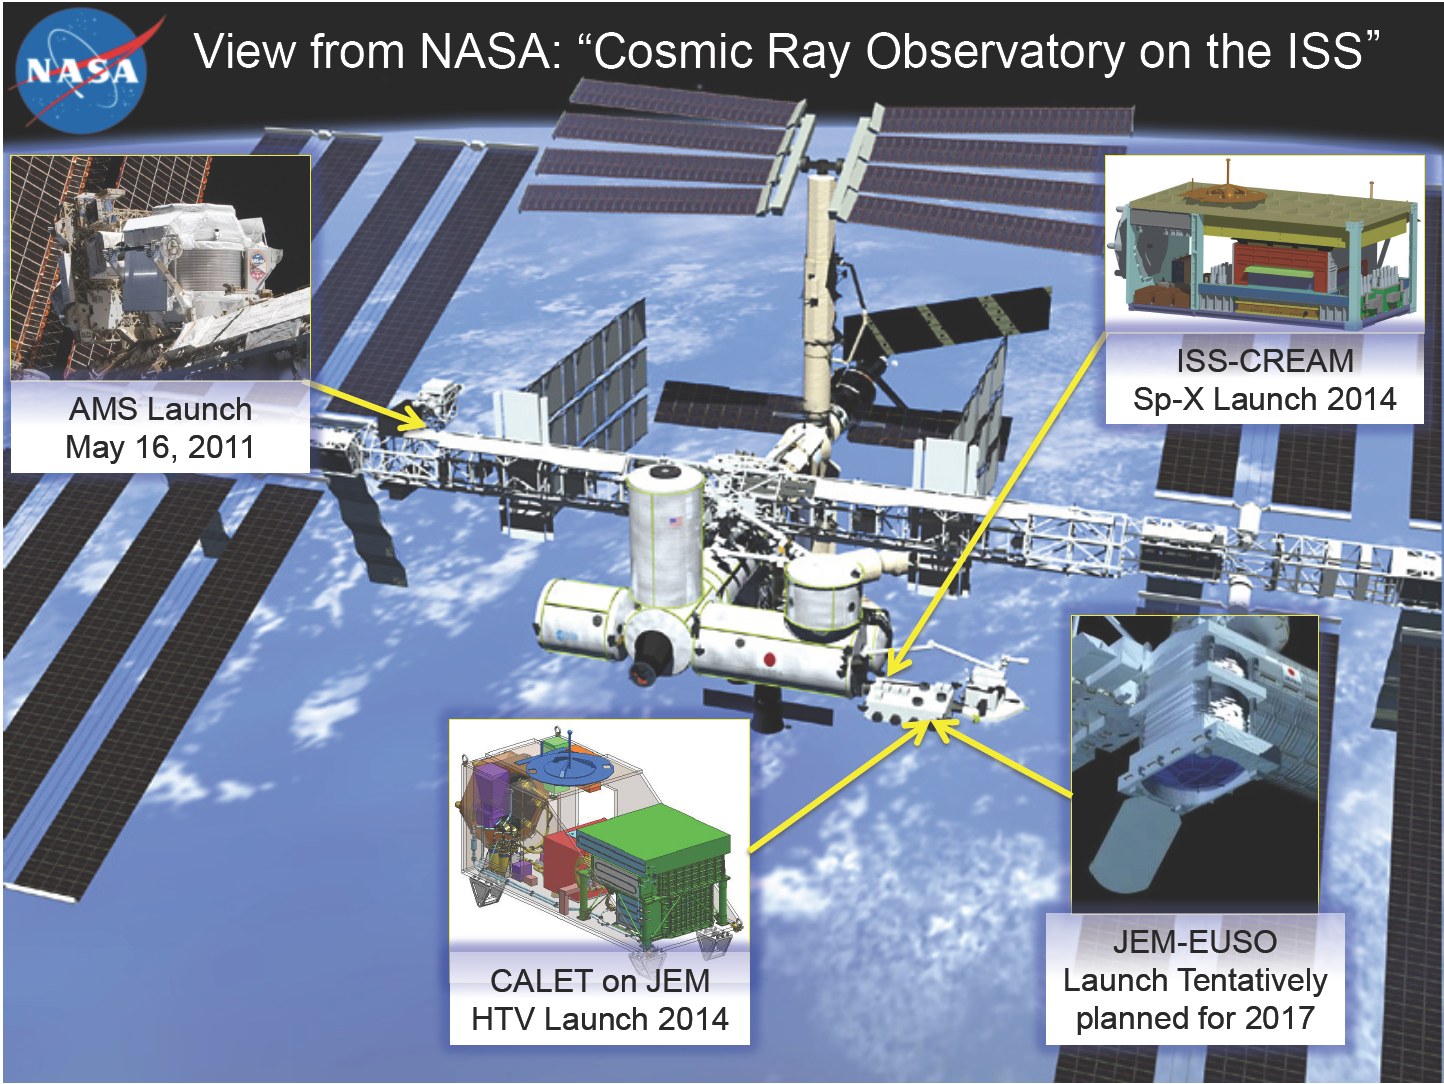 NASA
View from NASA: “Cosmic Ray Observatory on the ISS”
AMS Launch
May 16, 2011
ISS-CREAM
Sp-X Launch 2014
CALET on JEM
HTV Launch 2014
JEM-EUSO
Launch Tentatively
planned for 2017